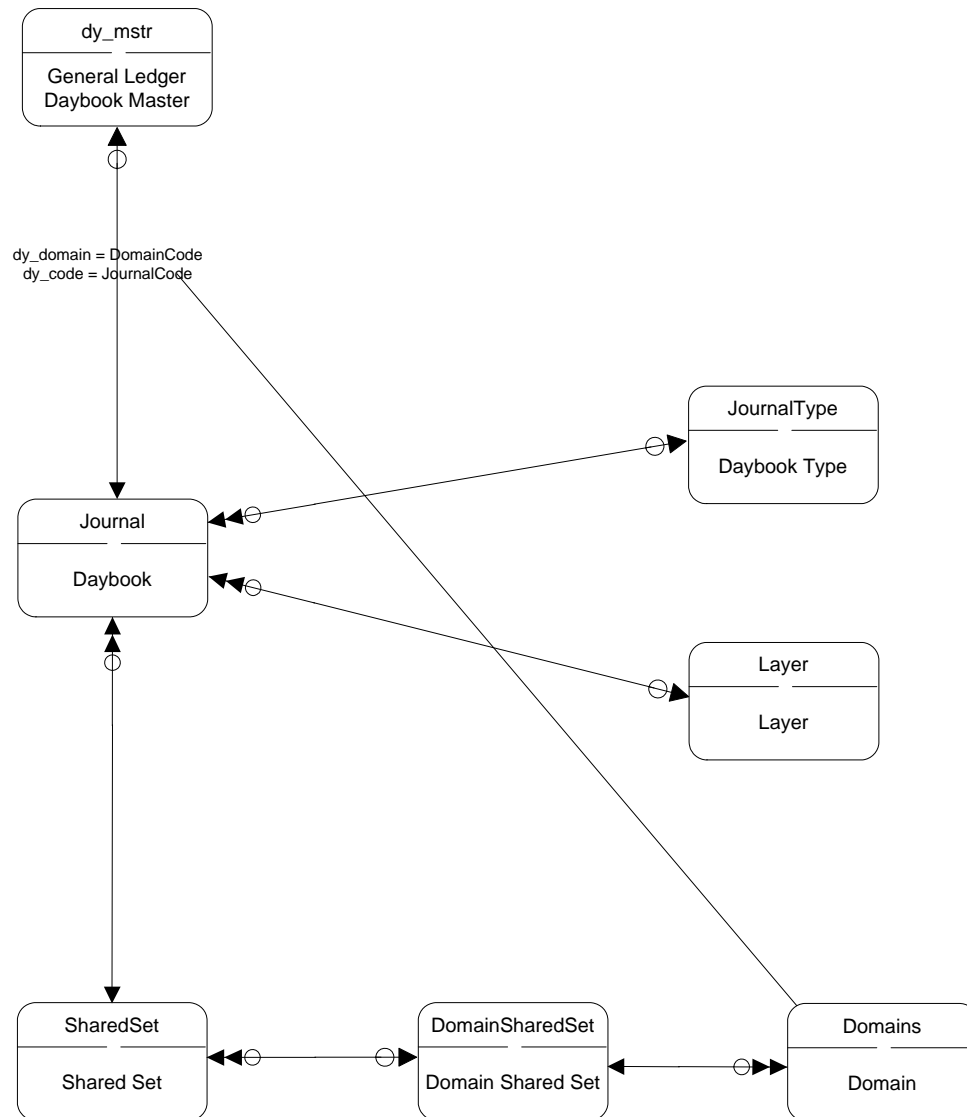 dy_mstr
General Ledger
Daybook Master
dy_domain = DomainCode
dy_code = JournalCode
JournalType
Daybook Type
Journal
Daybook
Layer
Layer
SharedSet
Shared Set
DomainSharedSet
Domain Shared Set
Domains
Domain